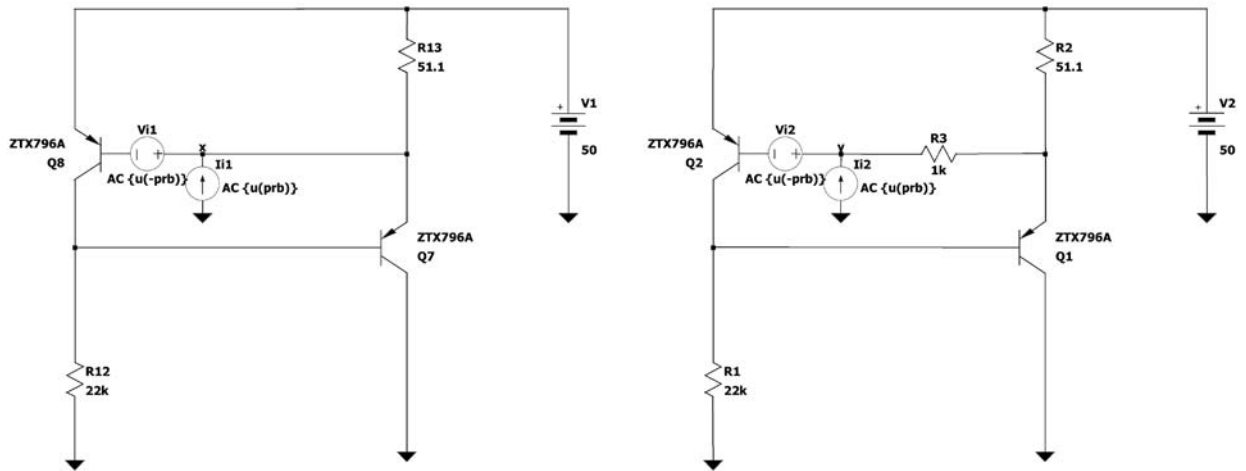 R13
51.1
V1
+
50
ZTX796A
Q8
Vi1
x
Ii1
AC {u(-prb)}
AC {u(prb)}
ZTX796A
Q7
R12
22k
R2
51.1
V2
+
50
ZTX796A
Q2
Vi2
y
R3
1k
Ii2
AC {u(-prb)}
AC {u(prb)}
ZTX796A
Q1
R1
22k